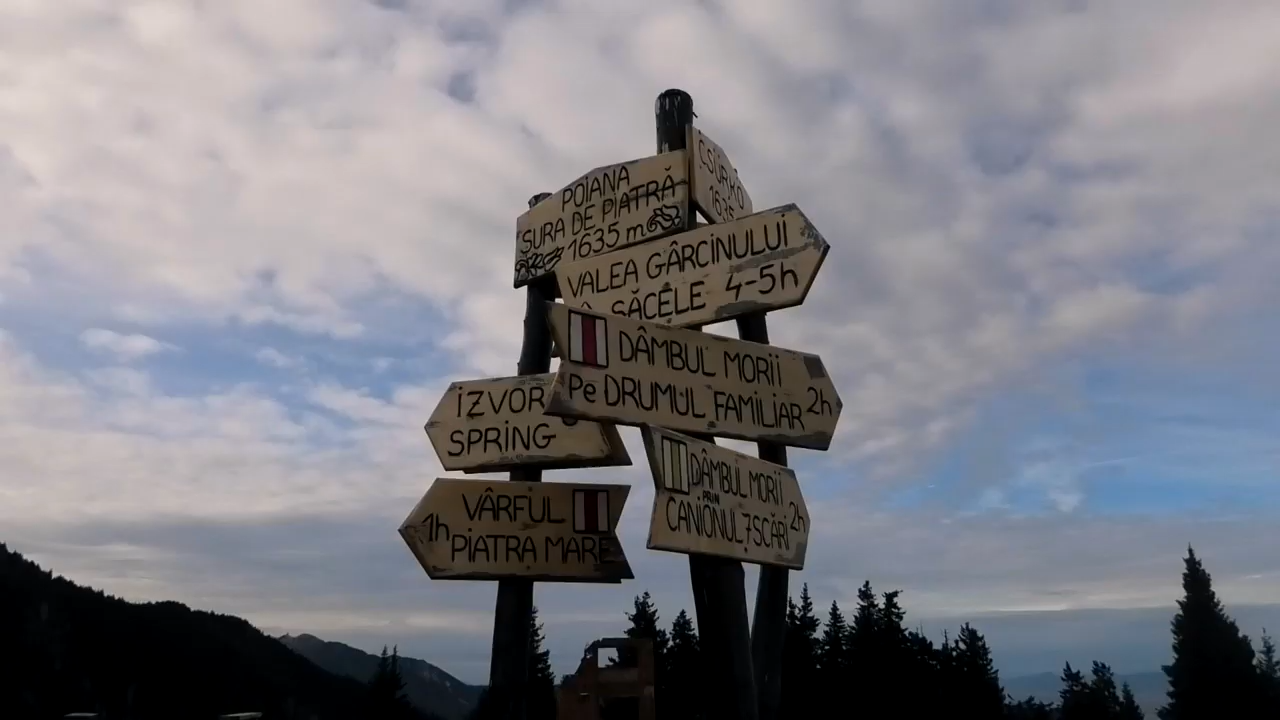 POIANA
SURA DE PIATRĂ
1635 m
CSÜRKŐ
1635
VALEA GÂRCINULUI
SĂCELE 4-5h
DÂMBUL MORII
Pe DRUMUL FAMILIAR 2h
IZVOR
SPRING
DÂMBUL MORII
PRIN
CANIONUL 7 SCĂRI 2h
VÂRFUL
1h PIATRA MARE